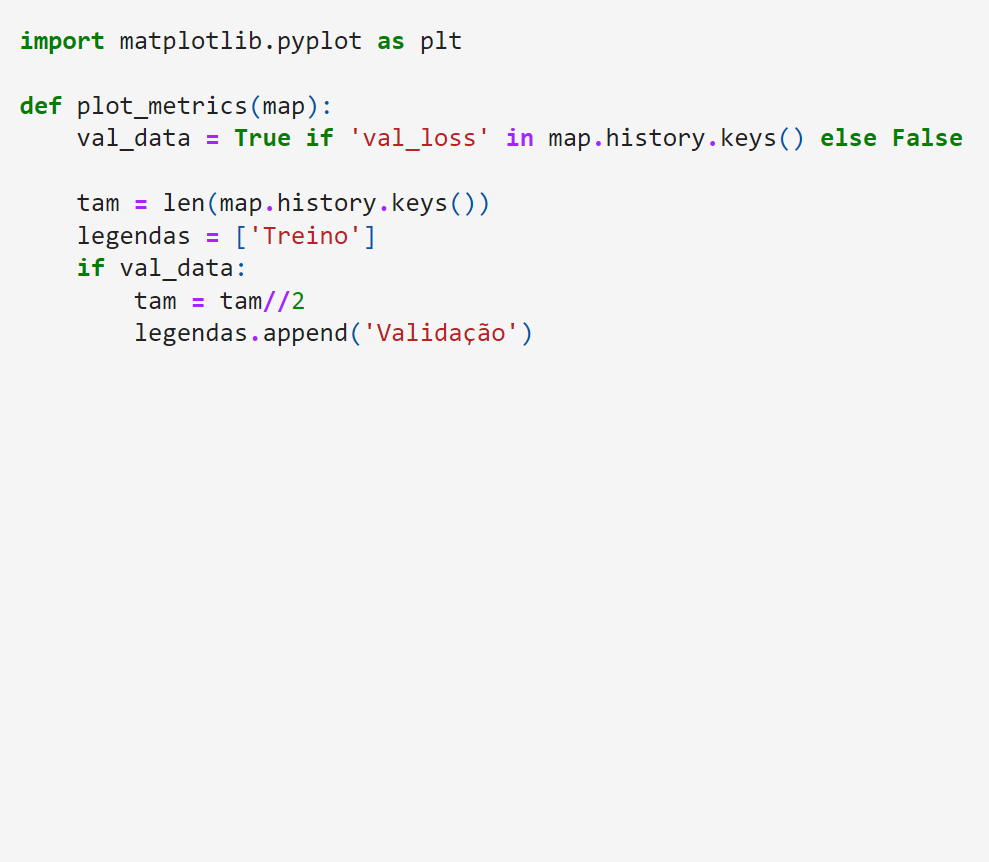 import matplotlib.pyplot as plt
def plot_metrics(map):
    val_data = True if 'val_loss' in map.history.keys() else False
    tam = len(map.history.keys())
    legendas = ['Treino']
    if val_data:
        tam = tam//2
        legendas.append('Validação')